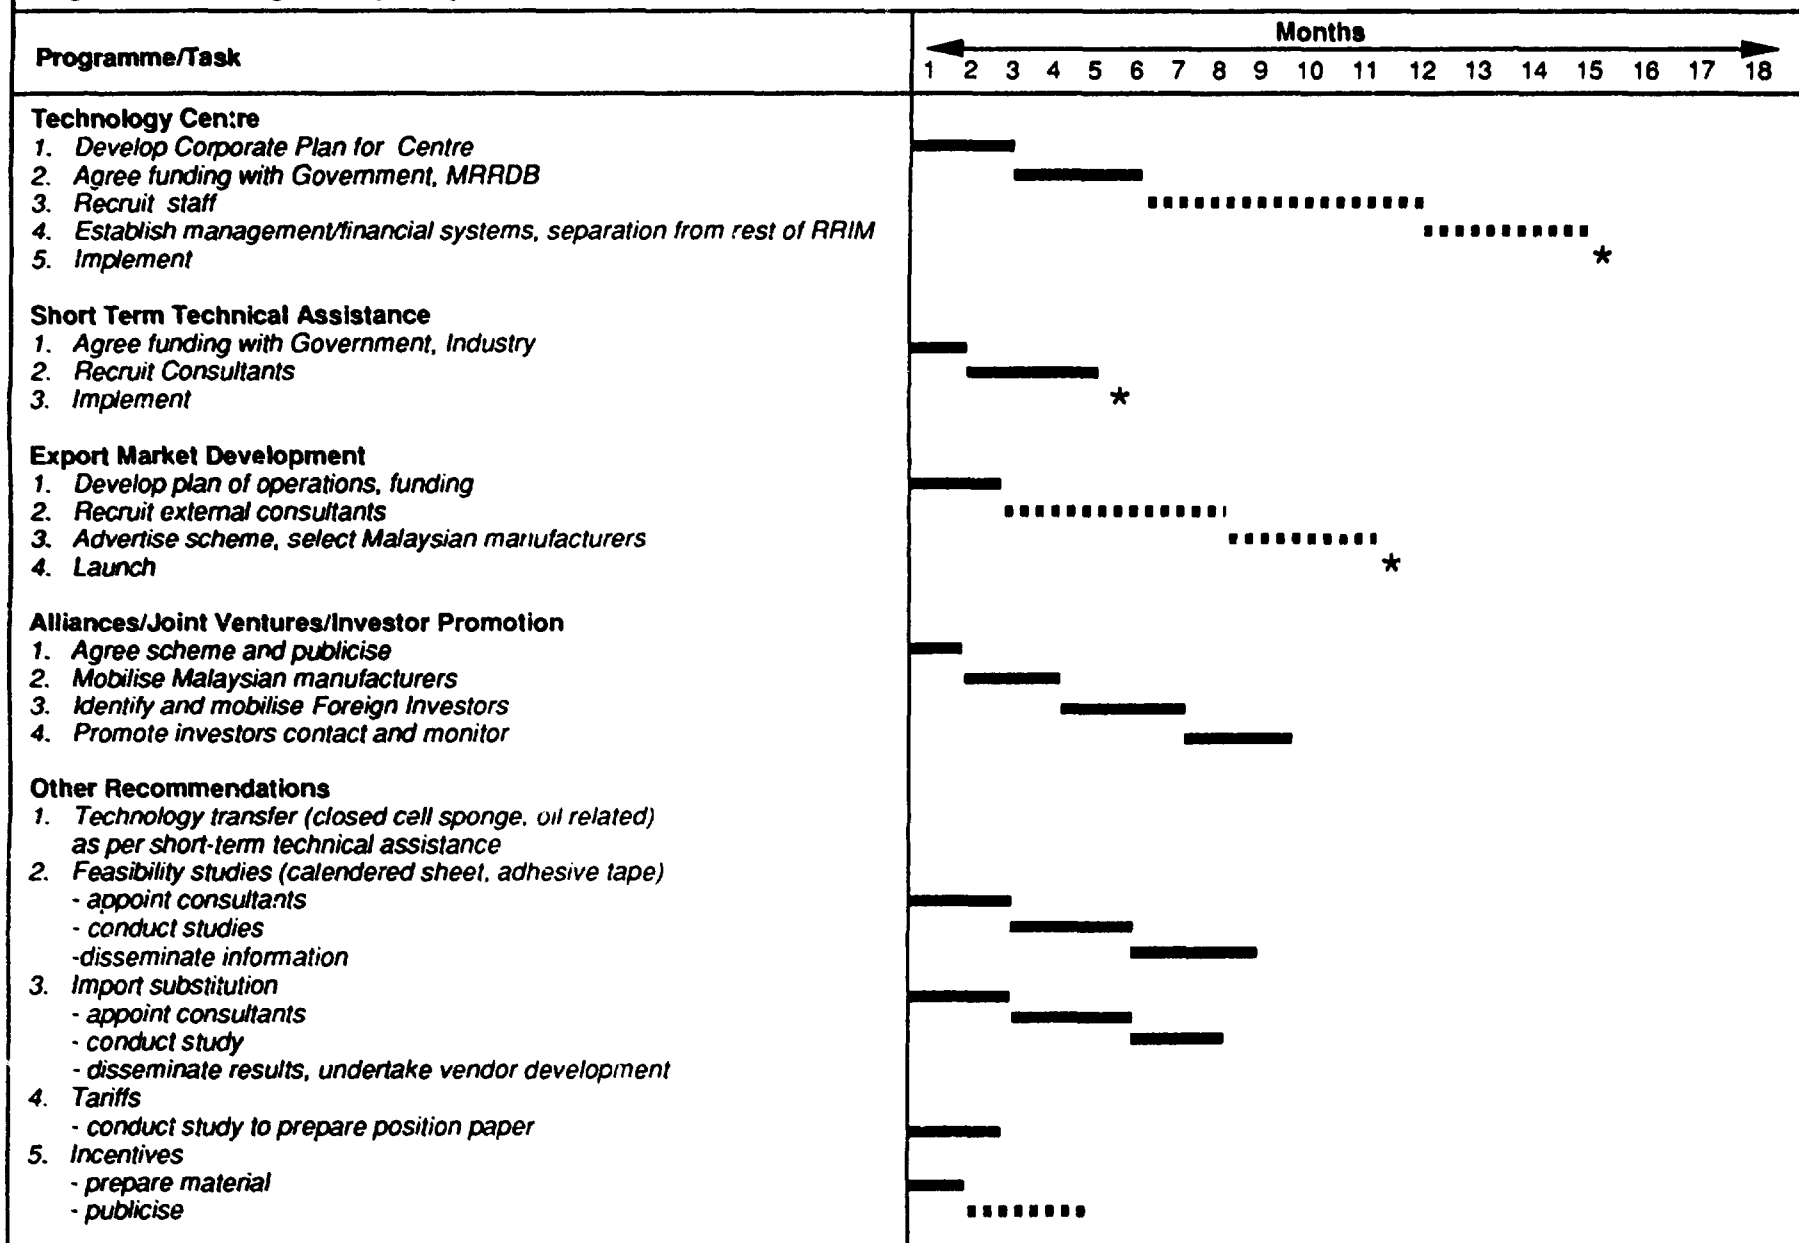 Months
Programme/Task
1 2 3 4 5 6 7 8 9 10 11 12 13 14 15 16 17 18
Technology Centre
1. Develop Corporate Plan for Centre
2. Agree funding with Government, MRRDB
3. Recruit staff
4. Establish management/financial systems, separation from rest of RRIM
5. Implement
*
Short Term Technical Assistance
1. Agree funding with Government, Industry
2. Recruit Consultants
3. Implement
*
Export Market Development
1. Develop plan of operations, funding
2. Recruit external consultants
3. Advertise scheme, select Malaysian manufacturers
4. Launch
*
Alliances/Joint Ventures/Investor Promotion
1. Agree scheme and publicise
2. Mobilise Malaysian manufacturers
3. Identify and mobilise Foreign Investors
4. Promote investors contact and monitor
Other Recommendations
1. Technology transfer (closed cell sponge, oil related)
as per short-term technical assistance
2. Feasibility studies (calendered sheet, adhesive tape)
- appoint consultants
- conduct studies
-disseminate information
3. Import substitution
- appoint consultants
- conduct study
- disseminate results, undertake vendor development
4. Tariffs
- conduct study to prepare position paper
5. Incentives
- prepare material
- publicise